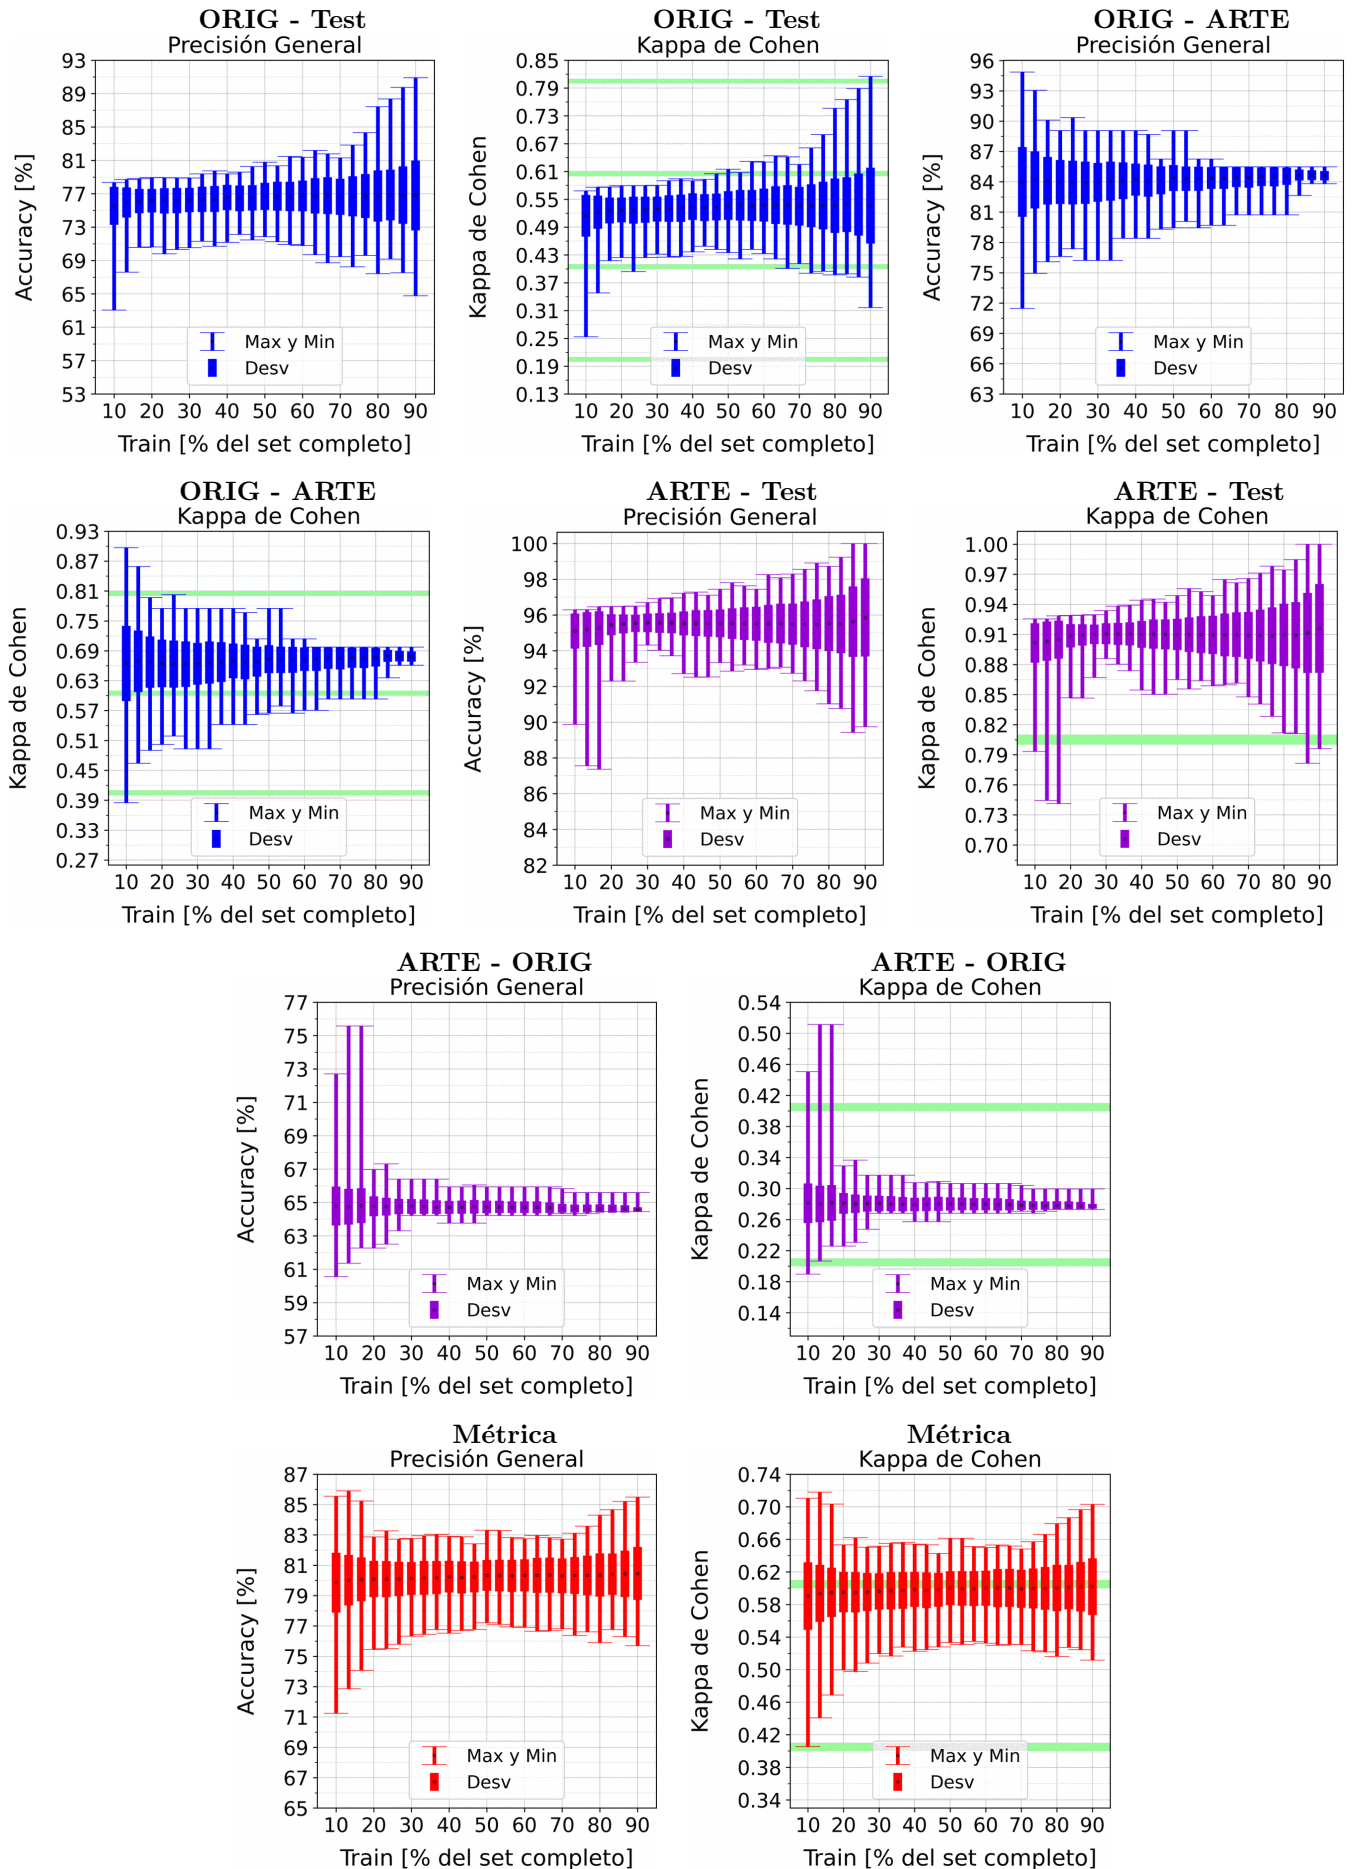 ORIG - Test
Precisión General
93
89
85
81
77
73
69
65
61
57
53
Accuracy [%]
Max y Min
Desv
10 20 30 40 50 60 70 80 90
Train [% del set completo]
ORIG - Test
Kappa de Cohen
0.85
0.79
0.73
0.67
0.61
0.55
0.49
0.43
0.37
0.31
0.25
0.19
0.13
Kappa de Cohen
Max y Min
Desv
10 20 30 40 50 60 70 80 90
Train [% del set completo]
ORIG - ARTE
Precisión General
96
93
90
87
84
81
78
75
72
69
66
63
Accuracy [%]
Max y Min
Desv
10 20 30 40 50 60 70 80 90
Train [% del set completo]
ORIG - ARTE
Kappa de Cohen
0.93
0.87
0.81
0.75
0.69
0.63
0.57
0.51
0.45
0.39
0.33
0.27
Kappa de Cohen
Max y Min
Desv
10 20 30 40 50 60 70 80 90
Train [% del set completo]
ARTE - Test
Precisión General
100
98
96
94
92
90
88
86
84
82
Accuracy [%]
Max y Min
Desv
10 20 30 40 50 60 70 80 90
Train [% del set completo]
ARTE - Test
Kappa de Cohen
1.00
0.97
0.94
0.91
0.88
0.85
0.82
0.79
0.76
0.73
0.70
Kappa de Cohen
Max y Min
Desv
10 20 30 40 50 60 70 80 90
Train [% del set completo]
ARTE - ORIG
Precisión General
77
75
73
71
69
67
65
63
61
59
57
Accuracy [%]
Max y Min
Desv
10 20 30 40 50 60 70 80 90
Train [% del set completo]
ARTE - ORIG
Kappa de Cohen
0.54
0.50
0.46
0.42
0.38
0.34
0.30
0.26
0.22
0.18
0.14
Kappa de Cohen
Max y Min
Desv
10 20 30 40 50 60 70 80 90
Train [% del set completo]
Métrica
Precisión General
87
85
83
81
79
77
75
73
71
69
67
65
Accuracy [%]
Max y Min
Desv
10 20 30 40 50 60 70 80 90
Train [% del set completo]
Métrica
Kappa de Cohen
0.74
0.70
0.66
0.62
0.58
0.54
0.50
0.46
0.42
0.38
0.34
Kappa de Cohen
Max y Min
Desv
10 20 30 40 50 60 70 80 90
Train [% del set completo]